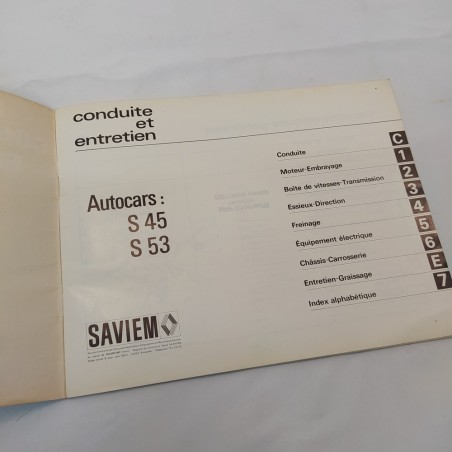 conduite
et
entretien
Autocars :
S 45
S 53
SAVIEM
Conduite
C
Moteur-Embrayage
1
Boîte de vitesses-Transmission
2
Essieux-Direction
3
Freinage
4
Équipement électrique
5
Châssis-Carrosserie
6
Entretien-Graissage
E
Index alphabétique
7